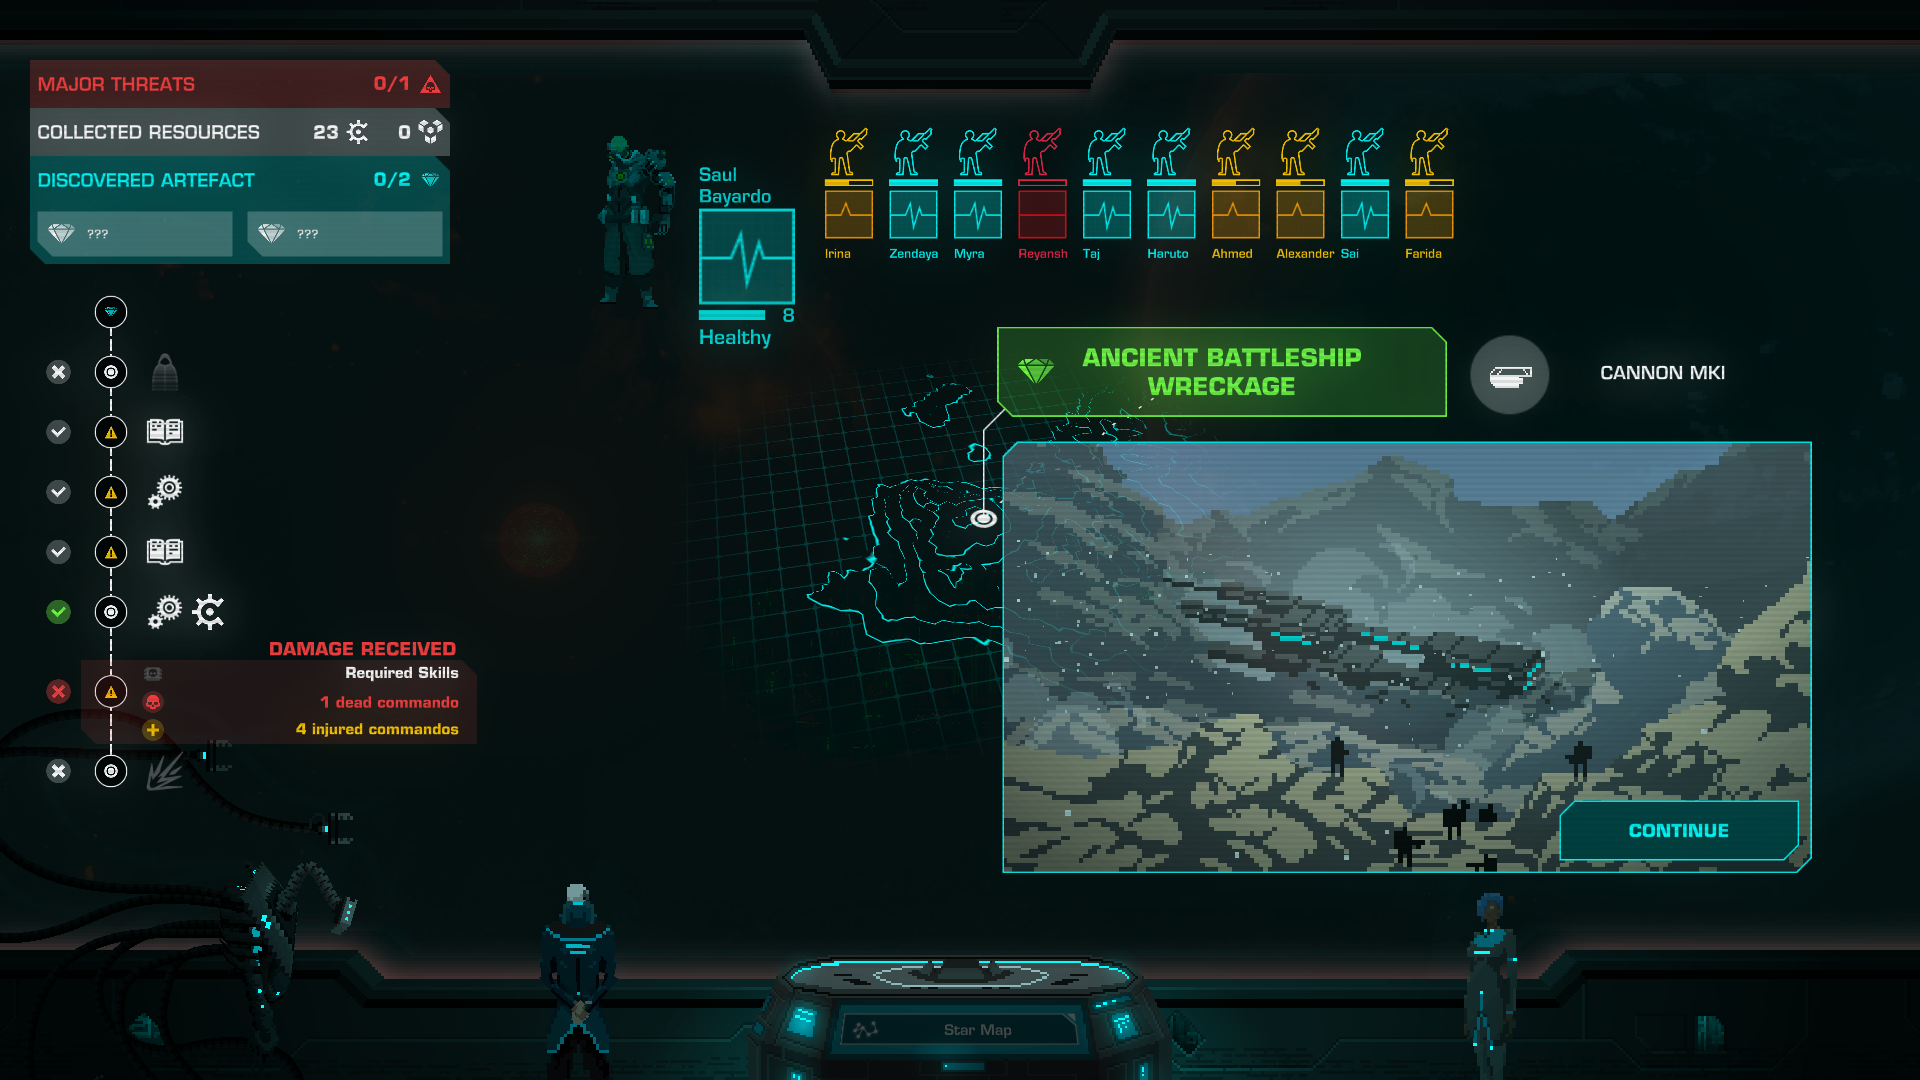 MAJOR THREATS 0/1
COLLECTED RESOURCES 23 0
DISCOVERED ARTEFACT 0/2
??? ???
Saul
Bayardo
8
Healthy
Irina Zendaya Myra Reyansh Taj Haruto Ahmed Alexander Sai Farida
ANCIENT BATTLESHIP
WRECKAGE
CANNON MKI
DAMAGE RECEIVED
Required Skills
1 dead commando
4 injured commandos
CONTINUE
Star Map